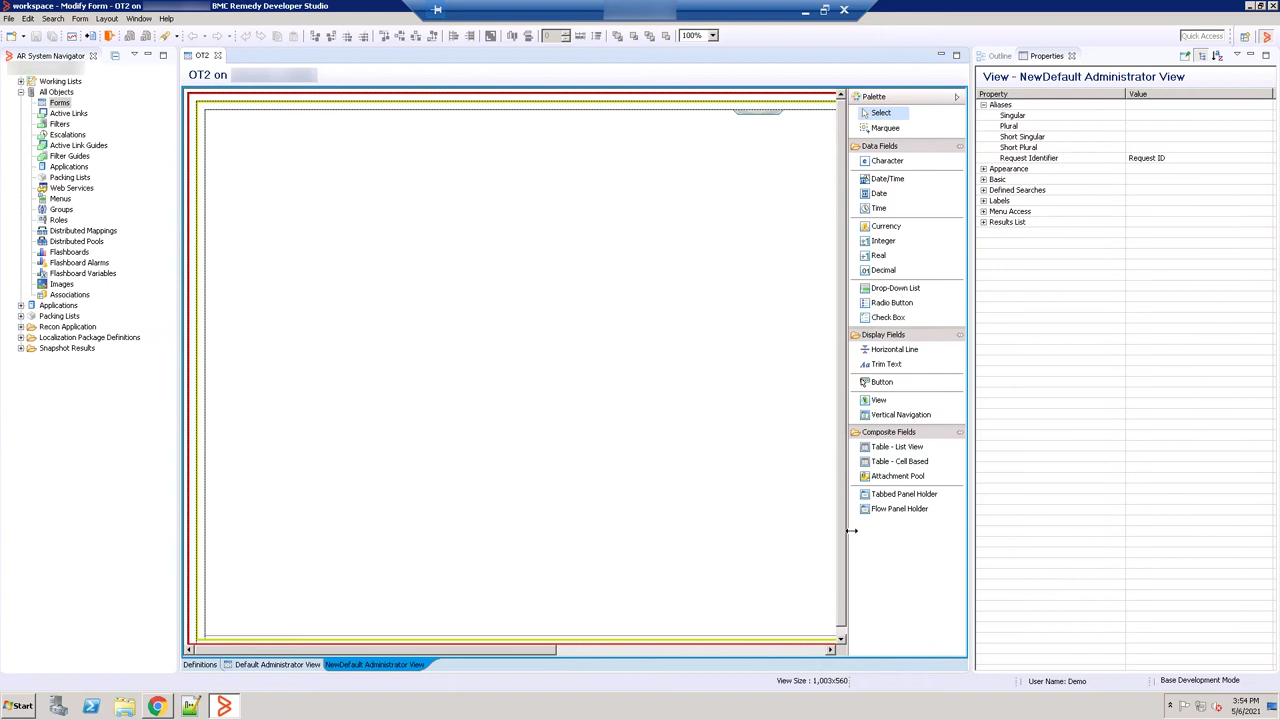 workspace - Modify Form - OT2 on
BMC Remedy Developer Studio
File Edit Search Form Layout Window Help
0
100%
Quick Access
AR System Navigator
Working Lists
All Objects
Forms
Active Links
Filters
Escalations
Active Link Guides
Filter Guides
Applications
Packing Lists
Web Services
Menus
Groups
Roles
Distributed Mappings
Distributed Pools
Flashboards
Flashboard Alarms
Flashboard Variables
Images
Associations
Applications
Packing Lists
Recon Application
Localization Package Definitions
Snapshot Results
OT2
OT2 on
Palette
Select
Marquee
Data Fields
Character
Date/Time
Date
Time
Currency
Integer
Real
Decimal
Drop-Down List
Radio Button
Check Box
Display Fields
Horizontal Line
Trim Text
Button
View
Vertical Navigation
Composite Fields
Table - List View
Table - Cell Based
Attachment Pool
Tabbed Panel Holder
Flow Panel Holder
Definitions Default Administrator View NewDefault Administrator View
Outline Properties
View - NewDefault Administrator View
Property Value
Aliases
Singular
Plural
Short Singular
Short Plural
Request Identifier Request ID
Appearance
Basic
Defined Searches
Labels
Menu Access
Results List
View Size : 1,003x560
User Name: Demo
Base Development Mode
Start
3:54 PM
5/6/2021